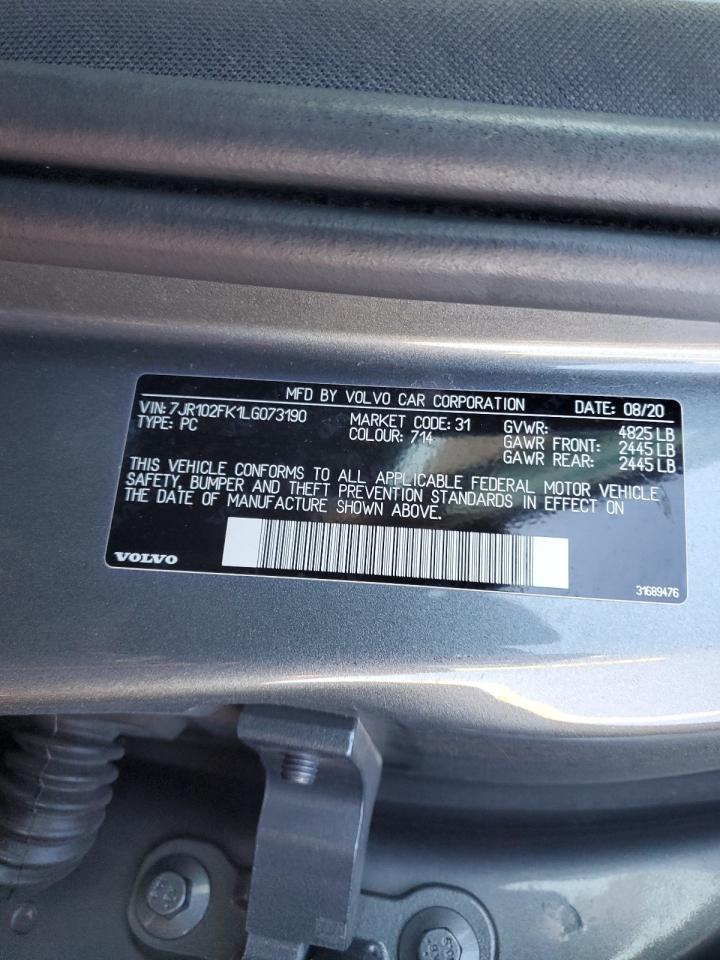 MFD BY VOLVO CAR CORPORATION DATE: 08/20
VIN: 7JR102FK1LG073190 MARKET CODE: 31 GVWR: 4825 LB
TYPE: PC COLOUR: 714 GAWR FRONT: 2445 LB
GAWR REAR: 2445 LB
THIS VEHICLE CONFORMS TO ALL APPLICABLE FEDERAL MOTOR VEHICLE
SAFETY, BUMPER AND THEFT PREVENTION STANDARDS IN EFFECT ON
THE DATE OF MANUFACTURE SHOWN ABOVE.
VOLVO
31689476